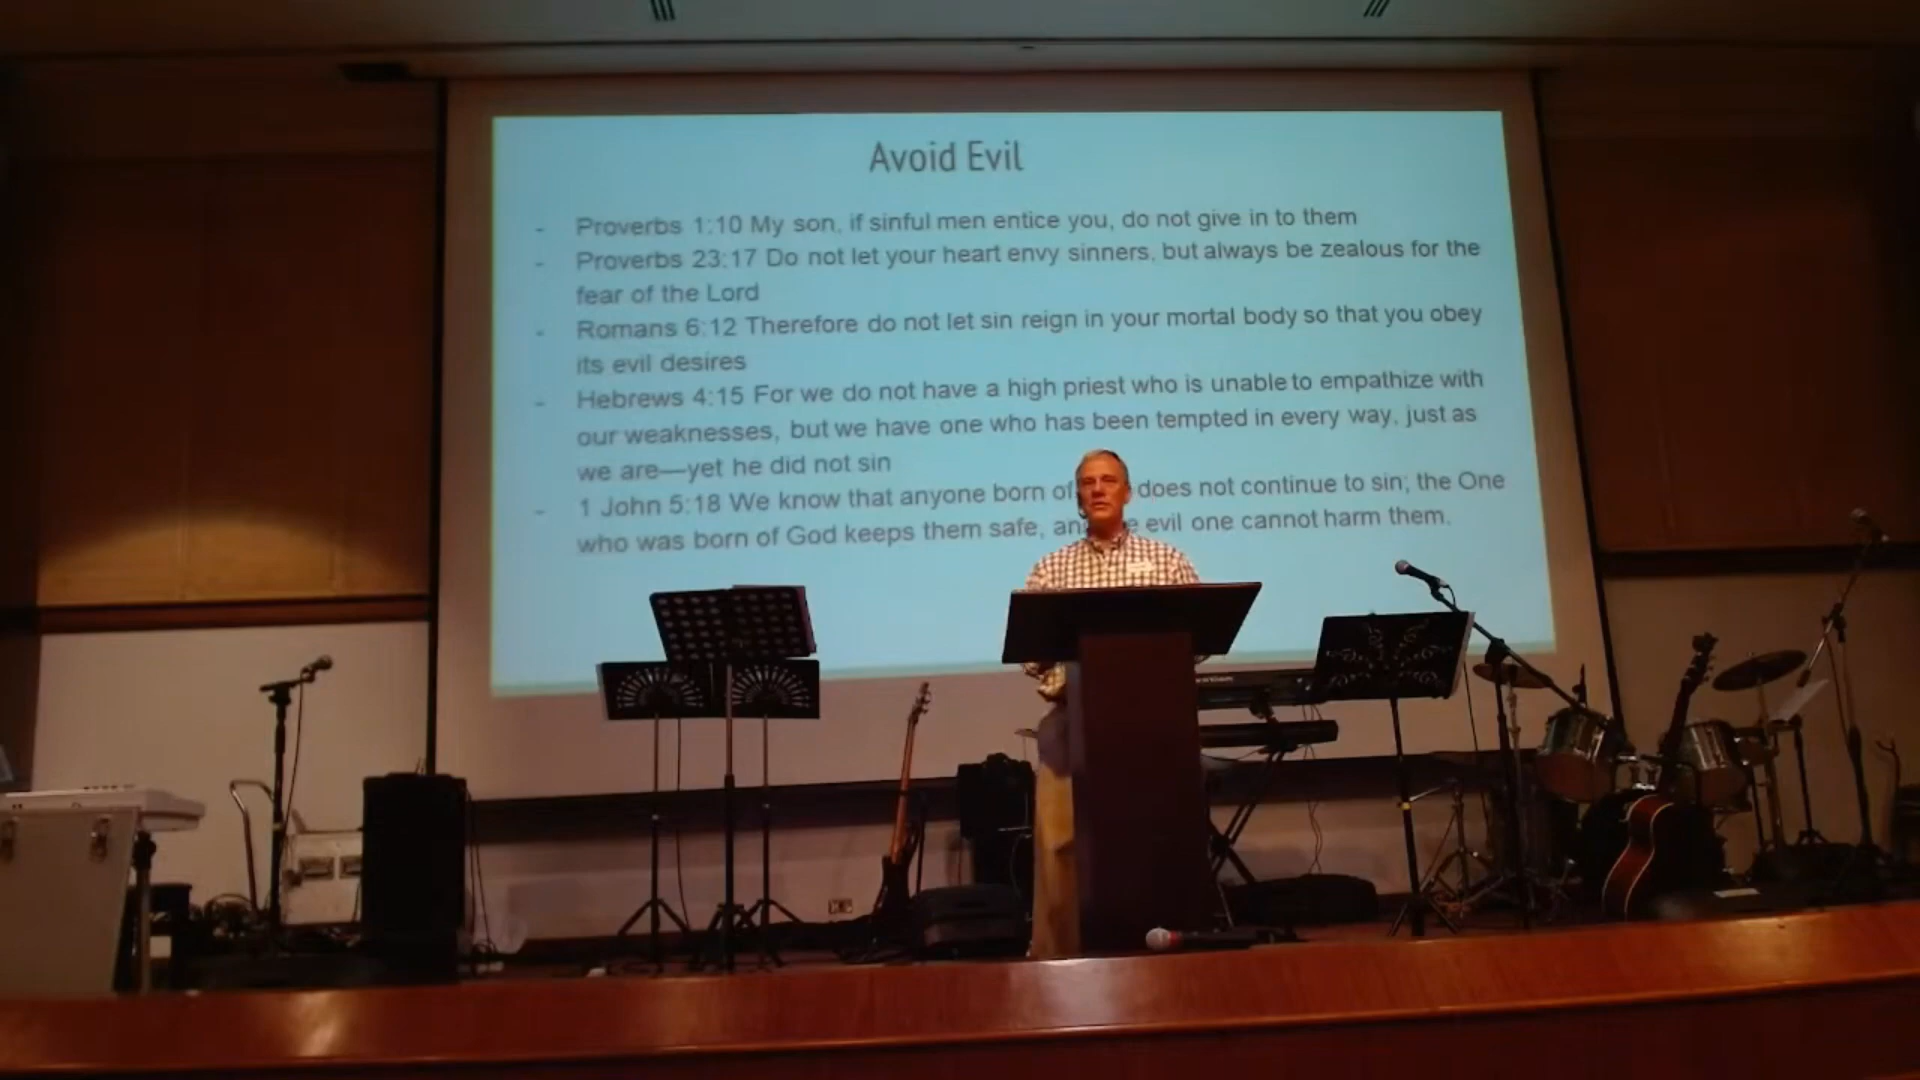 Avoid Evil
- Proverbs 1:10 My son, if sinful men entice you, do not give in to them
- Proverbs 23:17 Do not let your heart envy sinners, but always be zealous for the
fear of the Lord
- Romans 6:12 Therefore do not let sin reign in your mortal body so that you obey
its evil desires
- Hebrews 4:15 For we do not have a high priest who is unable to empathize with
our weaknesses, but we have one who has been tempted in every way, just as
we are—yet he did not sin
- 1 John 5:18 We know that anyone born of does not continue to sin; the One
who was born of God keeps them safe, evil one cannot harm them.